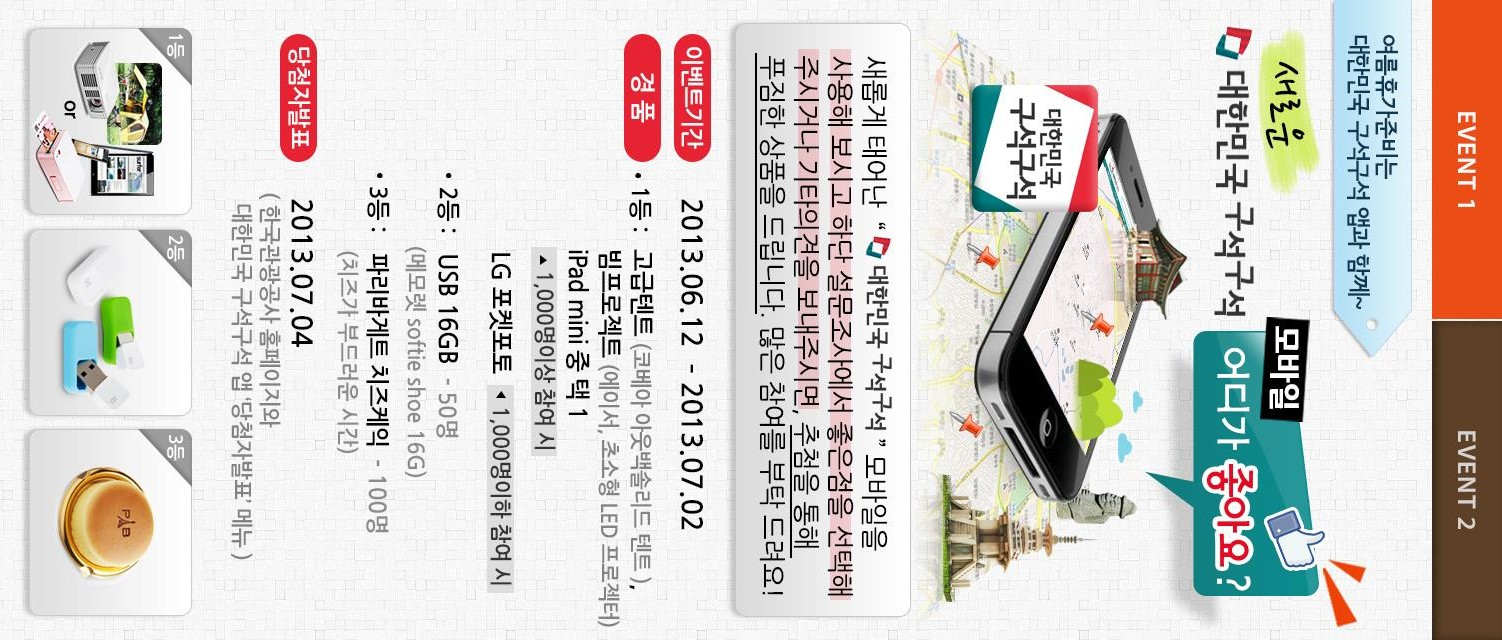 EVENT 1
EVENT 2
여름휴가준비는
대한민국 구석구석 앱과 함께~
새로운
대한민국 구석구석
모바일
어디가 좋아요?
대한민국
구석구석
새롭게 태어난 “대한민국 구석구석” 모바일을
사용해 보시고 하단 설문조사에서 좋은점을 선택해
주시거나 기타의견을 보내주시면, 추첨을 통해
푸짐한 상품을 드립니다. 많은 참여를 부탁 드려요!
이벤트기간
2013.06.12 - 2013.07.02
경 품
• 1등 : 고급텐트 (코베아 아웃백솔리드 텐트),
빔프로젝트 (에이서, 초소형 LED 프로젝터)
iPad mini 중 택 1
▲ 1,000명이상 참여 시
LG 포켓포토 ◀ 1,000명이하 참여 시
• 2등 : USB 16GB - 50명
(메모렛 softie shoe 16G)
• 3등 : 파리바게트 치즈케익 - 100명
(치즈가 부드러운 시간)
당첨자발표
2013.07.04
( 한국관광공사 홈페이지와
대한민국 구석구석 앱 ‘당첨자발표’ 메뉴 )
1등
or
2등
3등
PAB